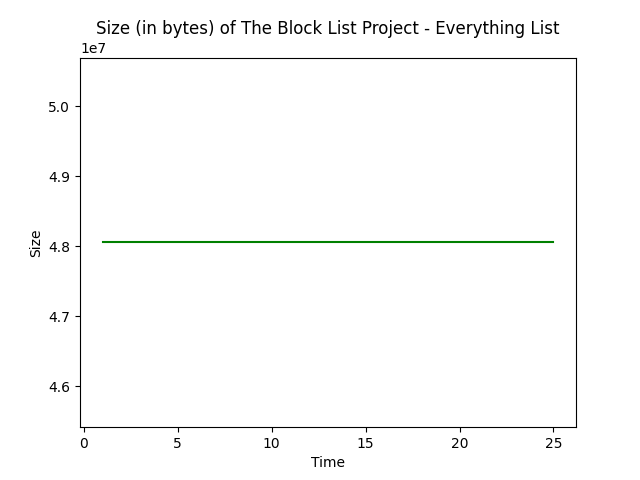 Size (in bytes) of The Block List Project - Everything List
1e7
5.0
4.9
4.8
4.7
4.6
Size
0 5 10 15 20 25
Time